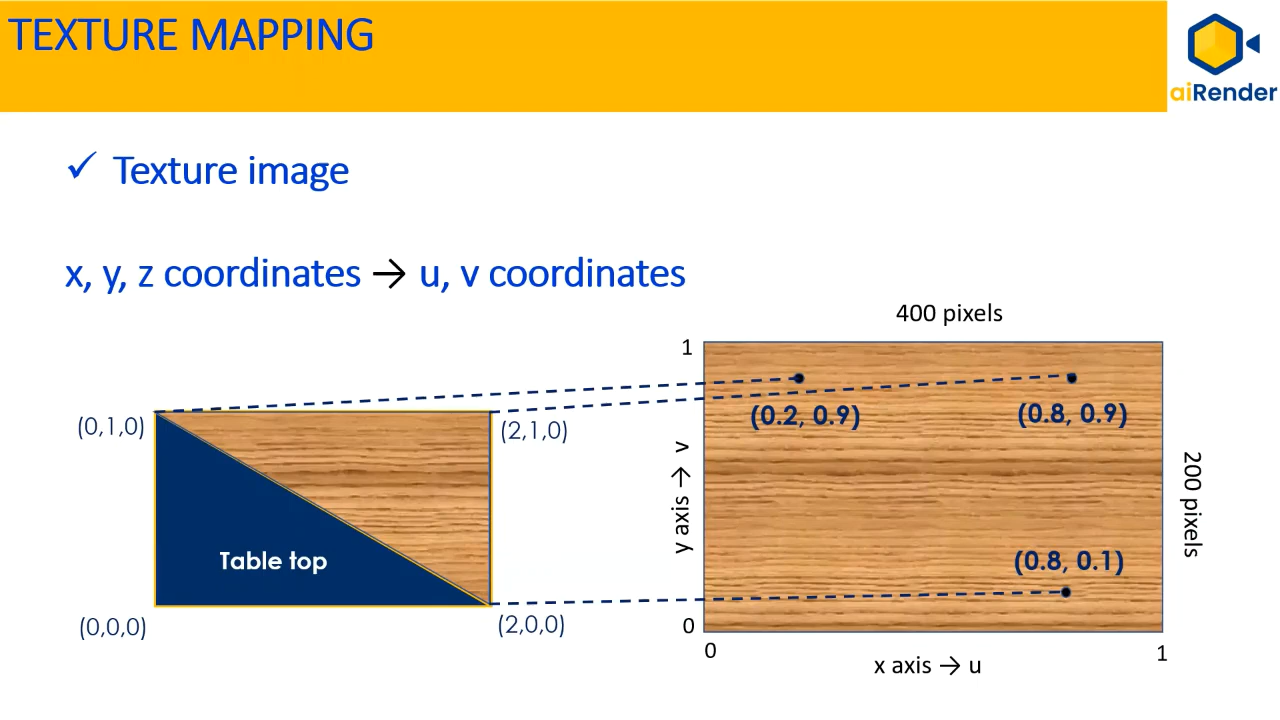 TEXTURE MAPPING
aiRender
✓ Texture image
x, y, z coordinates → u, v coordinates
400 pixels
1
(0,1,0)
(2,1,0)
(0.2, 0.9)
(0.8, 0.9)
y axis → v
200 pixels
Table top
(0.8, 0.1)
(0,0,0)
(2,0,0)
0
0
x axis → u
1